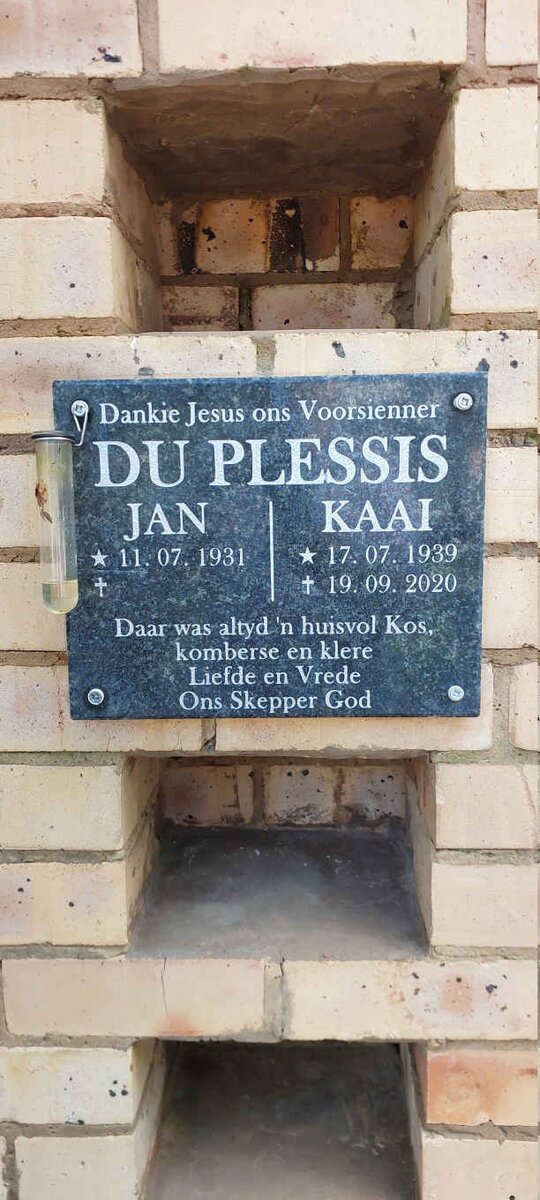 Dankie Jesus ons Voorsienner
DU PLESSIS
JAN
★ 11. 07. 1931
✝
KAAI
★ 17. 07. 1939
✝ 19. 09. 2020
Daar was altyd 'n huisvol Kos,
komberse en klere
Liefde en Vrede
Ons Skepper God